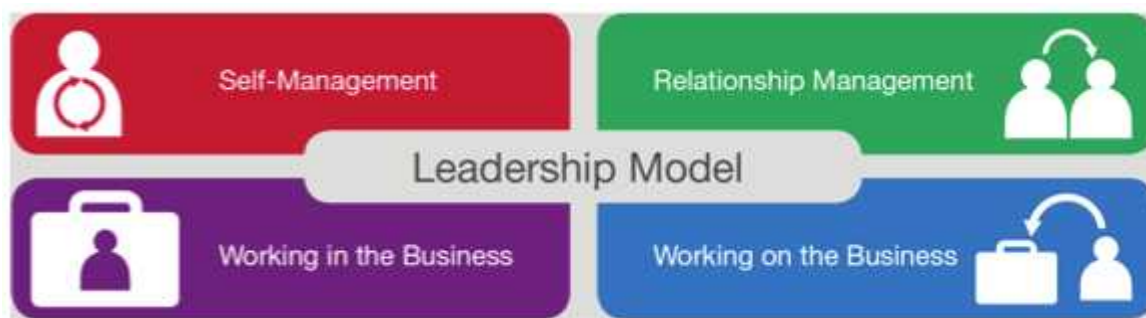 Self-Management
Relationship Management
Leadership Model
Working in the Business
Working on the Business